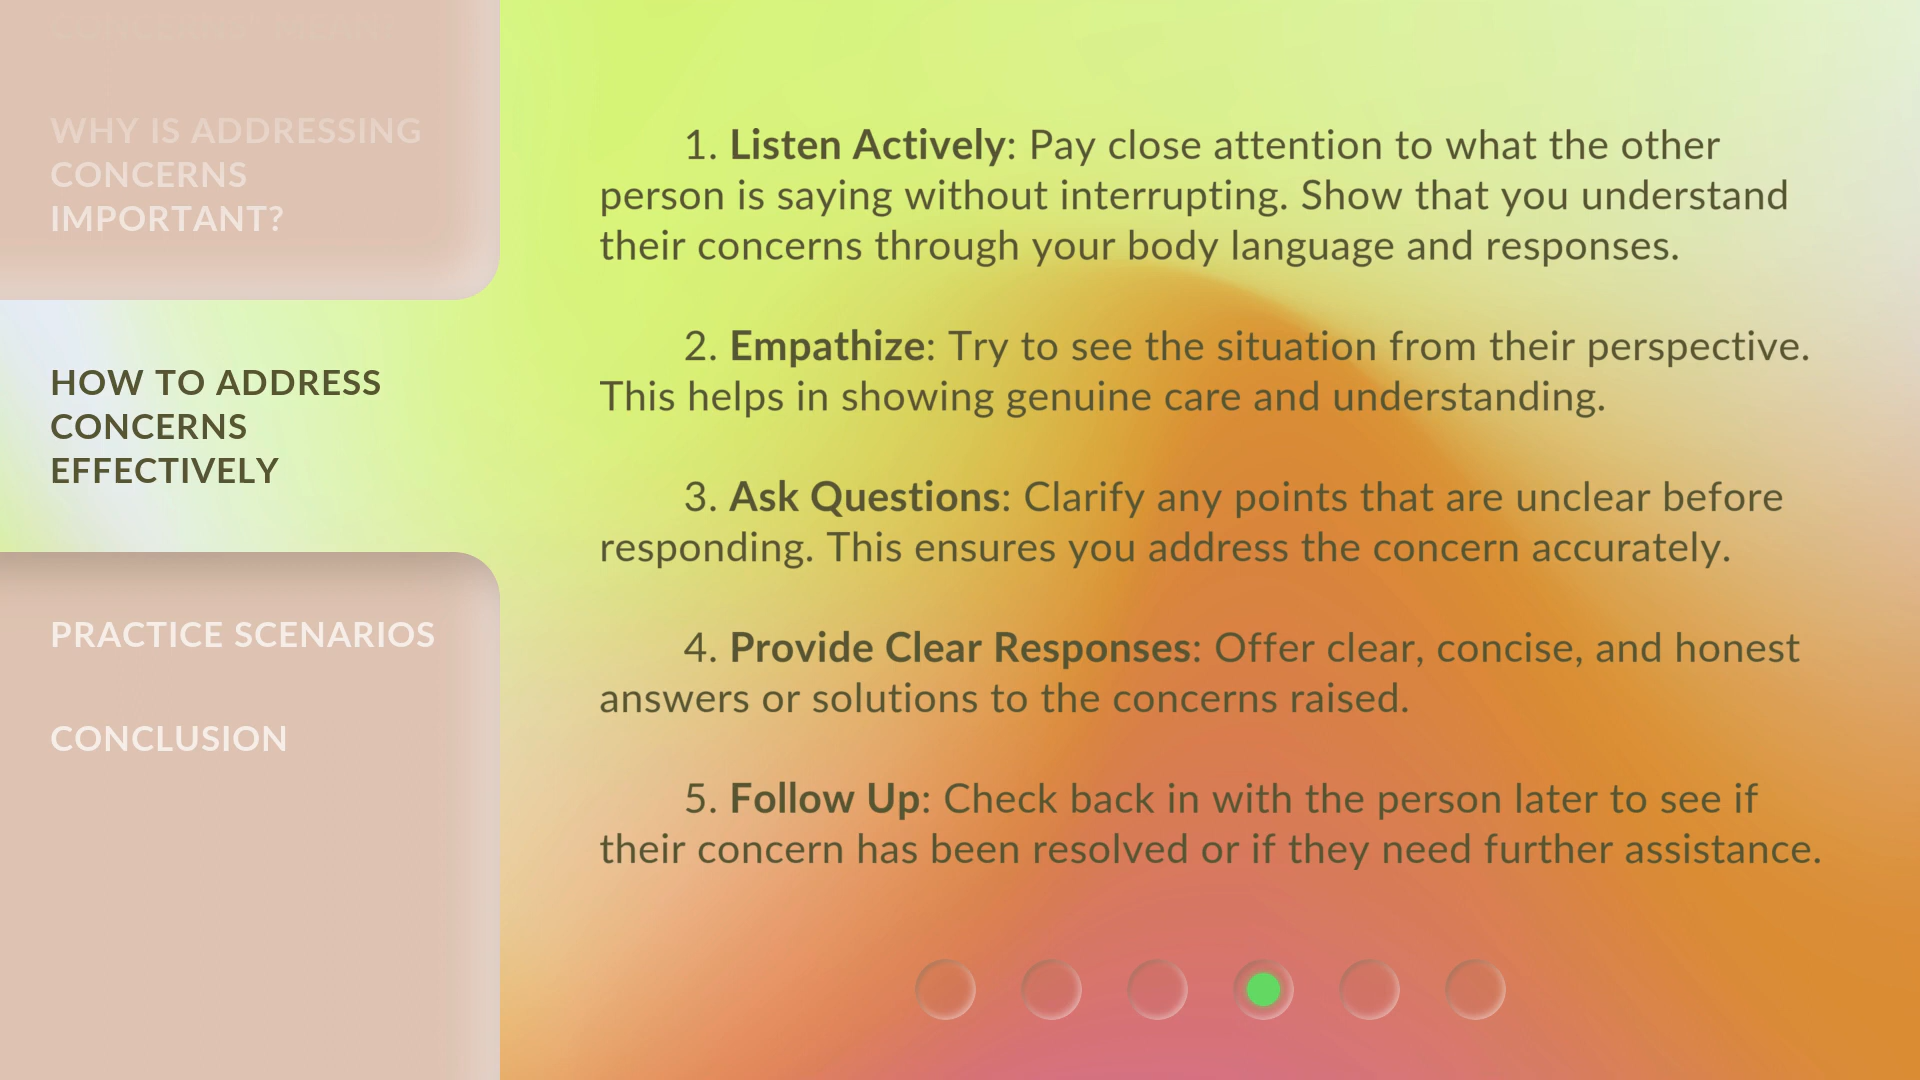 WHY IS ADDRESSING
CONCERNS
IMPORTANT?
HOW TO ADDRESS
CONCERNS
EFFECTIVELY
PRACTICE SCENARIOS
CONCLUSION
1. Listen Actively: Pay close attention to what the other
person is saying without interrupting. Show that you understand
their concerns through your body language and responses.
2. Empathize: Try to see the situation from their perspective.
This helps in showing genuine care and understanding.
3. Ask Questions: Clarify any points that are unclear before
responding. This ensures you address the concern accurately.
4. Provide Clear Responses: Offer clear, concise, and honest
answers or solutions to the concerns raised.
5. Follow Up: Check back in with the person later to see if
their concern has been resolved or if they need further assistance.